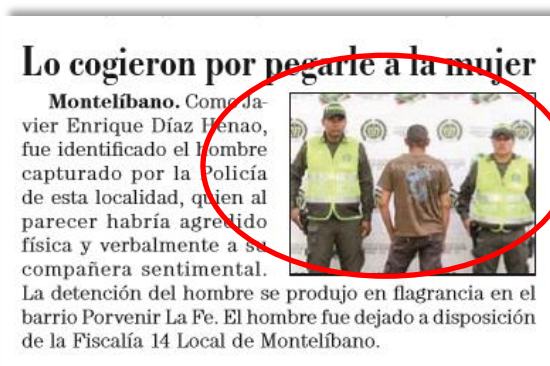 Lo cogieron por pegarle a la mujer
Montelíbano. Como Ja-
vier Enrique Díaz Henao,
fue identificado el hombre
capturado por la Policía
de esta localidad, quien al
parecer habría agredido
física y verbalmente a su
compañera sentimental.
La detención del hombre se produjo en flagrancia en el
barrio Porvenir La Fe. El hombre fue dejado a disposición
de la Fiscalía 14 Local de Montelíbano.